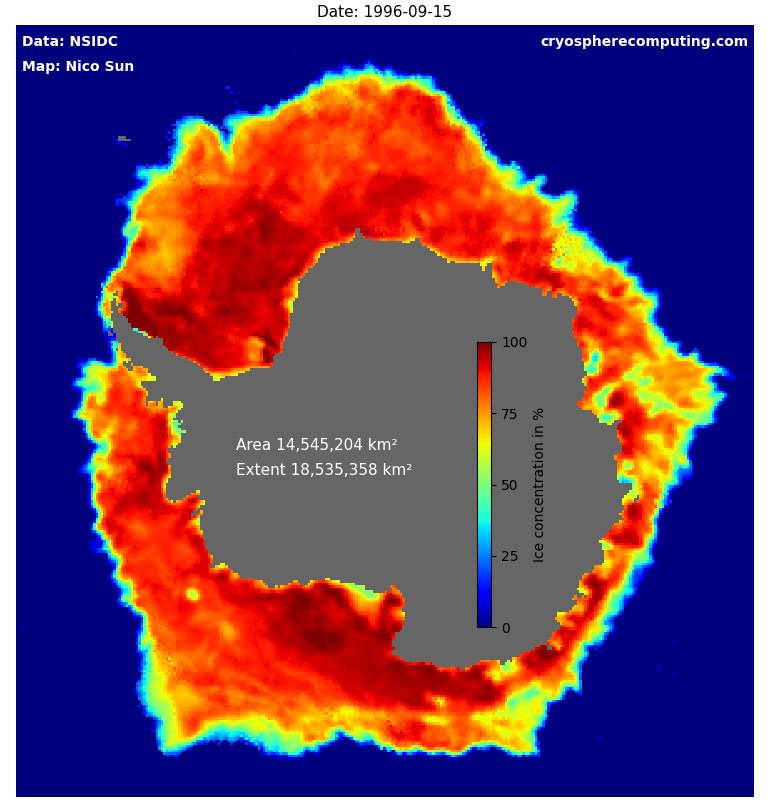 Date: 1996-09-15
Data: NSIDC
cryospherecomputing.com
Map: Nico Sun
100
75
50
25
0
Ice concentration in %
Area 14,545,204 km²
Extent 18,535,358 km²